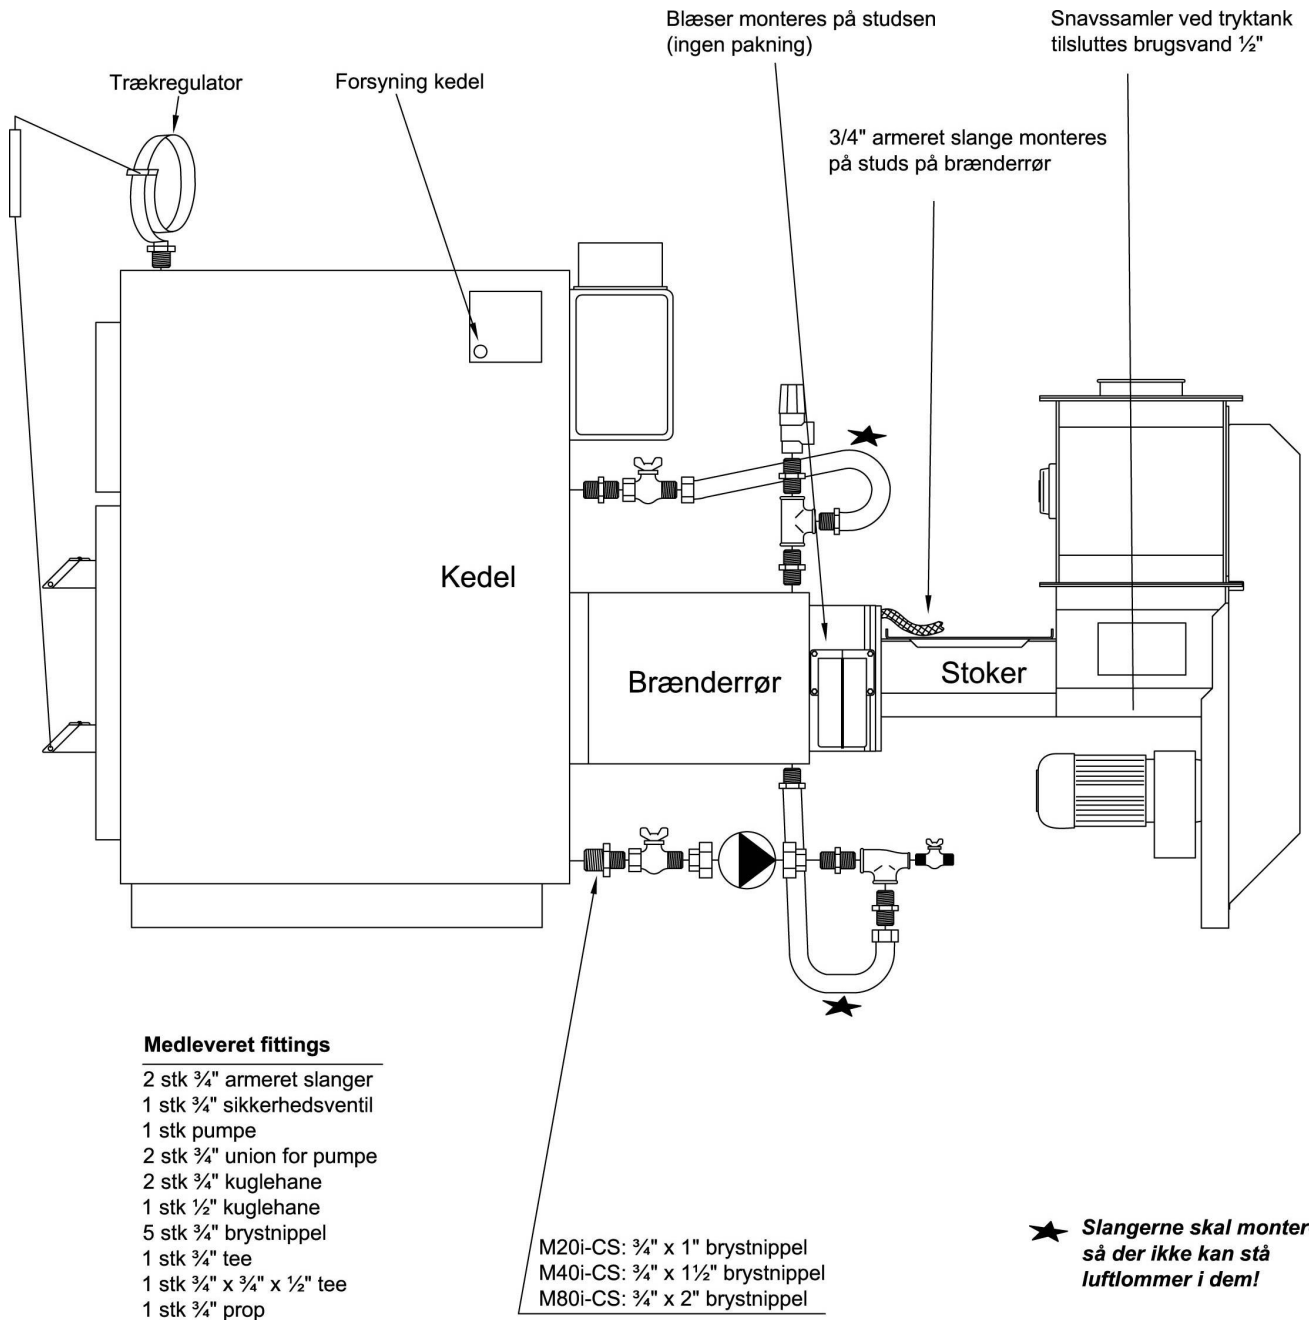 Blæser monteres på studsen
(ingen pakning)
Snavssamler ved tryktank
tilsluttes brugsvand ½"
Trækregulator
Forsyning kedel
3/4" armeret slange monteres
på studs på brænderrør
Kedel
Brænderrør
Stoker
Medleveret fittings
2 stk ¾" armeret slanger
1 stk ¾" sikkerhedsventil
1 stk pumpe
2 stk ¾" union for pumpe
2 stk ¾" kuglehane
1 stk ½" kuglehane
5 stk ¾" brystnippel
1 stk ¾" tee
1 stk ¾" x ¾" x ½" tee
1 stk ¾" prop
M20i-CS: ¾" x 1" brystnippel
M40i-CS: ¾" x 1½" brystnippel
M80i-CS: ¾" x 2" brystnippel
Slangerne skal monter
så der ikke kan stå
luftlommer i dem!